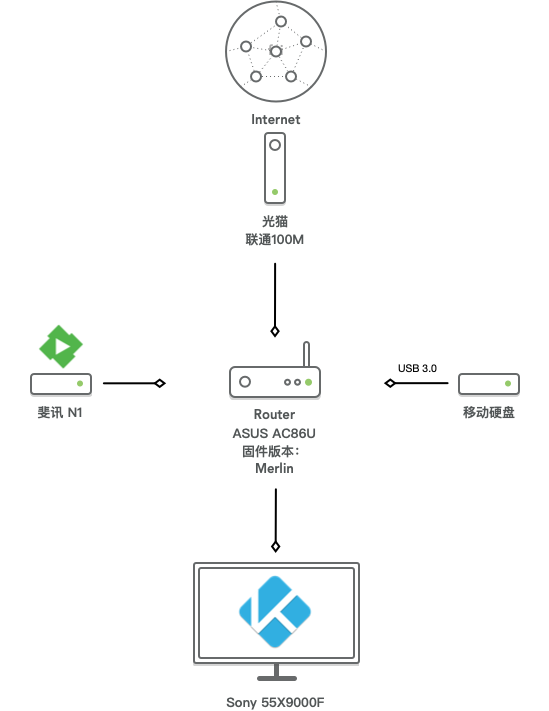 Internet
光猫
联通100M
USB 3.0
斐讯 N1
移动硬盘
Router
ASUS AC86U
固件版本：
Merlin
Sony 55X9000F